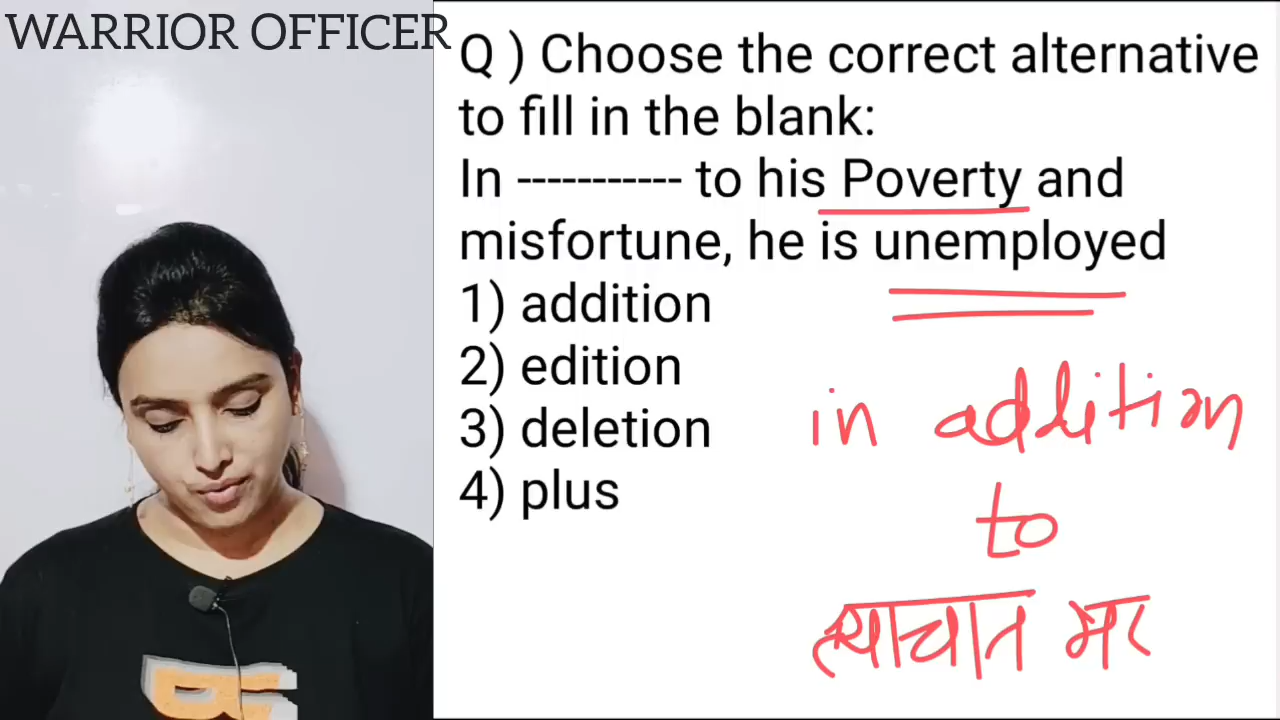 WARRIOR OFFICER
Q ) Choose the correct alternative
to fill in the blank:
In ----------- to his Poverty and
misfortune, he is unemployed
1) addition
2) edition
3) deletion
4) plus
in addition
to
त्याचात भर